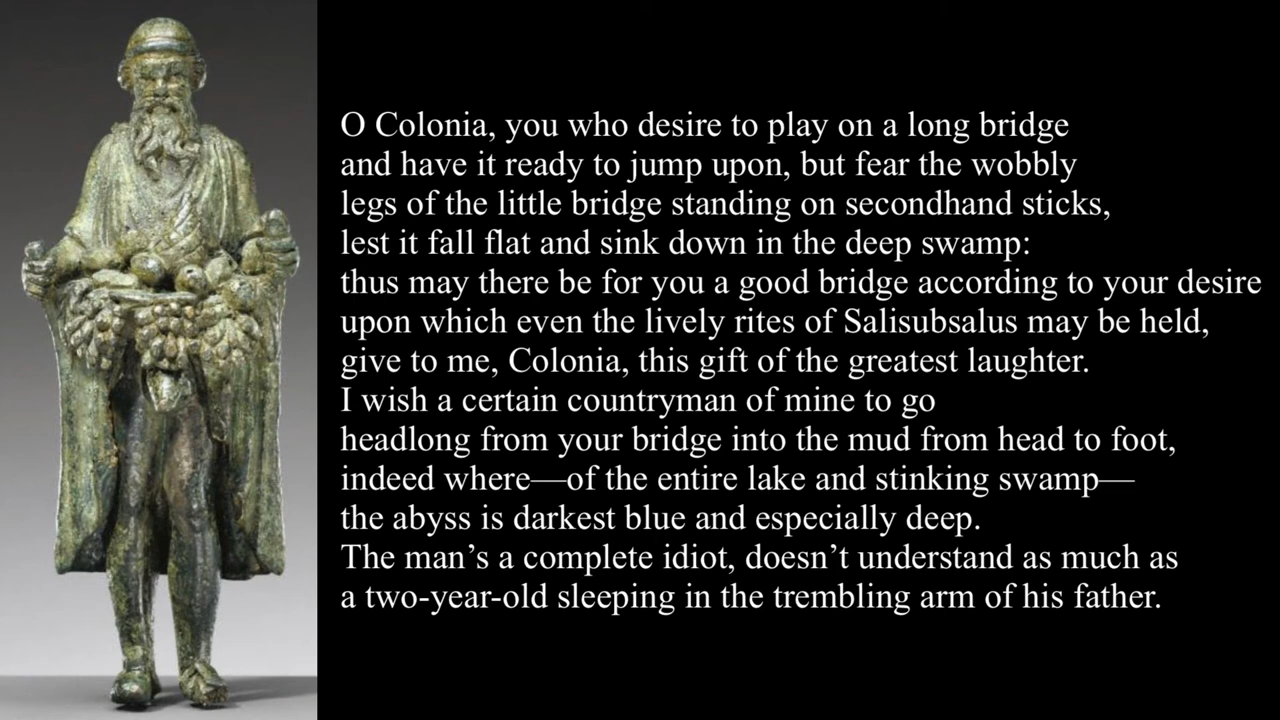 O Colonia, you who desire to play on a long bridge
and have it ready to jump upon, but fear the wobbly
legs of the little bridge standing on secondhand sticks,
lest it fall flat and sink down in the deep swamp:
thus may there be for you a good bridge according to your desire
upon which even the lively rites of Salisubsalus may be held,
give to me, Colonia, this gift of the greatest laughter.
I wish a certain countryman of mine to go
headlong from your bridge into the mud from head to foot,
indeed where—of the entire lake and stinking swamp—
the abyss is darkest blue and especially deep.
The man’s a complete idiot, doesn’t understand as much as
a two-year-old sleeping in the trembling arm of his father.